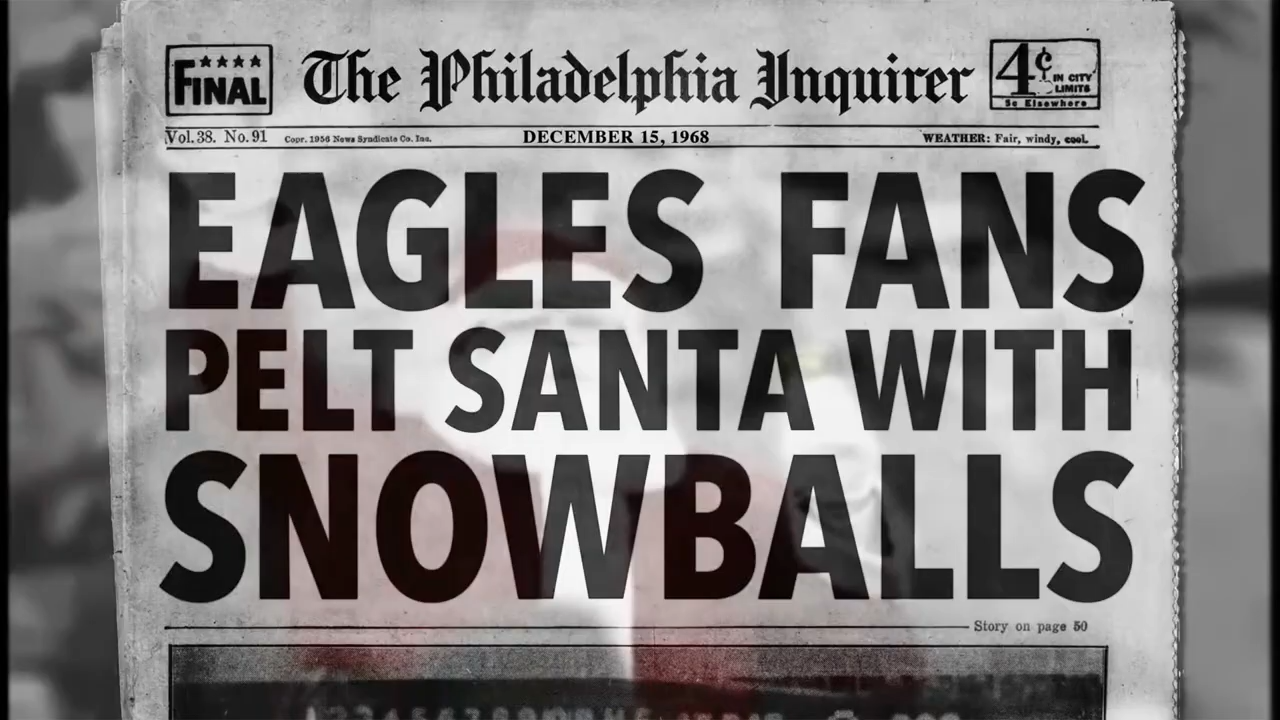 ★★★★
FINAL
The Philadelphia Inquirer
4¢ IN CITY LIMITS
5c Elsewhere
Vol. 38. No. 91 Copr. 1956 News Syndicate Co. Inc. DECEMBER 15, 1968 WEATHER: Fair, windy, cool.
EAGLES FANS
PELT SANTA WITH
SNOWBALLS
Story on page 50